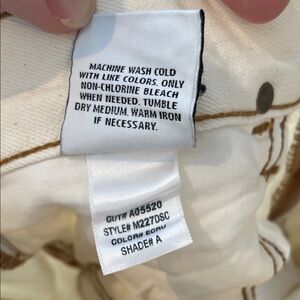 MACHINE WASH COLD
WITH LIKE COLORS. ONLY
NON-CHLORINE BLEACH
WHEN NEEDED. TUMBLE
DRY MEDIUM. WARM IRON
IF NECESSARY.
CUT# A05520
STYLE# M227DSC
COLOR# ECRU
SHADE# A